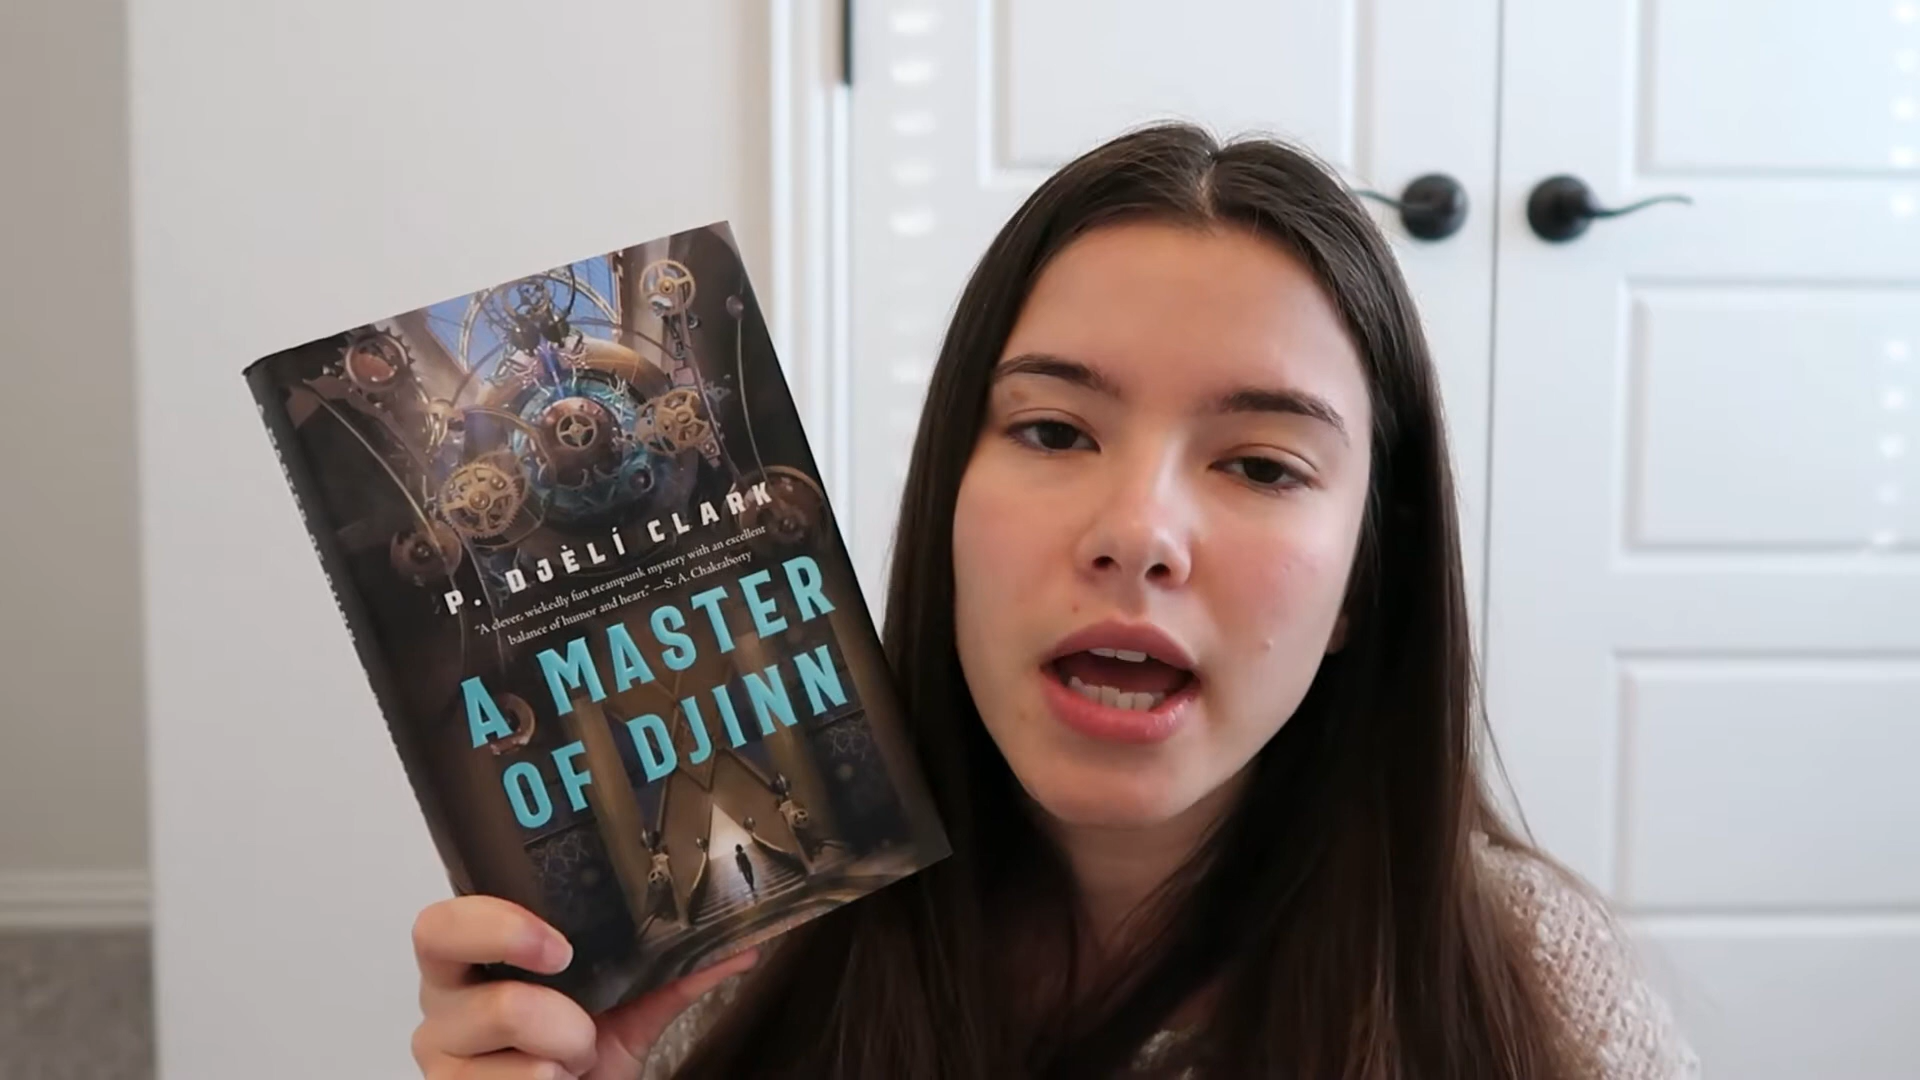 P. DJÈLÍ CLARK
“A clever, wickedly fun steampunk mystery with an excellent
balance of humor and heart.” —S. A. Chakraborty
A MASTER
OF DJINN